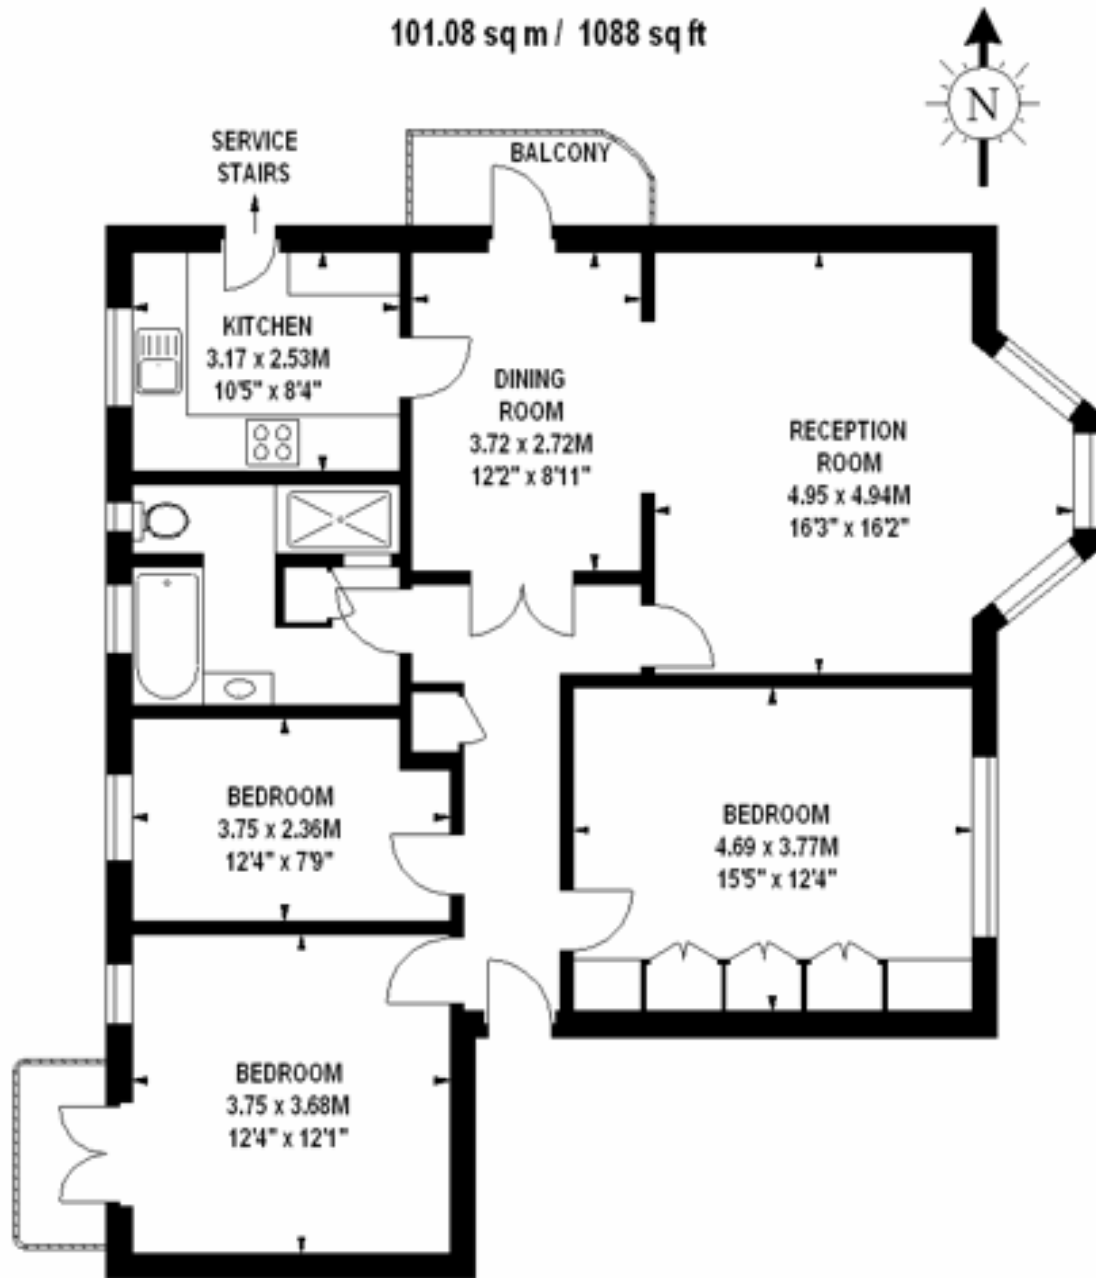 101.08 sq m / 1088 sq ft
N
SERVICE
STAIRS
BALCONY
KITCHEN
3.17 x 2.53M
10'5" x 8'4"
DINING
ROOM
3.72 x 2.72M
12'2" x 8'11"
RECEPTION
ROOM
4.95 x 4.94M
16'3" x 16'2"
BEDROOM
3.75 x 2.36M
12'4" x 7'9"
BEDROOM
4.69 x 3.77M
15'5" x 12'4"
BEDROOM
3.75 x 3.68M
12'4" x 12'1"